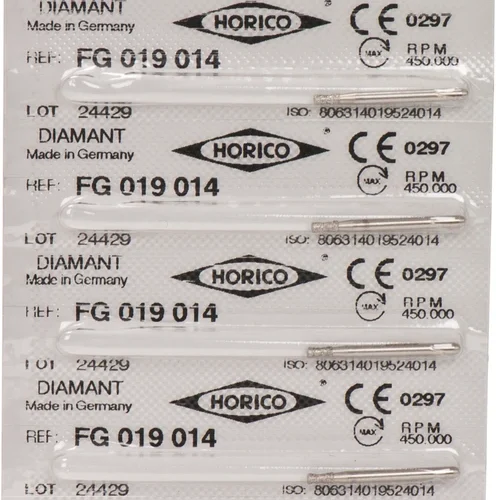 DIAMANT HORICO ® CE 0297
Made in Germany
REF: FG 019 014 MAX RPM 450.000
LOT 24429 ISO: 806314019524014
DIAMANT HORICO ® CE 0297
Made in Germany
REF: FG 019 014 MAX RPM 450.000
LOT 24429 ISO: 806314019524014
DIAMANT HORICO ® CE 0297
Made in Germany
REF: FG 019 014 MAX RPM 450.000
LOT 24429 ISO: 806314019524014
DIAMANT HORICO ® CE 0297
Made in Germany
REF: FG 019 014 MAX RPM 450.000
LOT 24429 ISO: 806314019524014